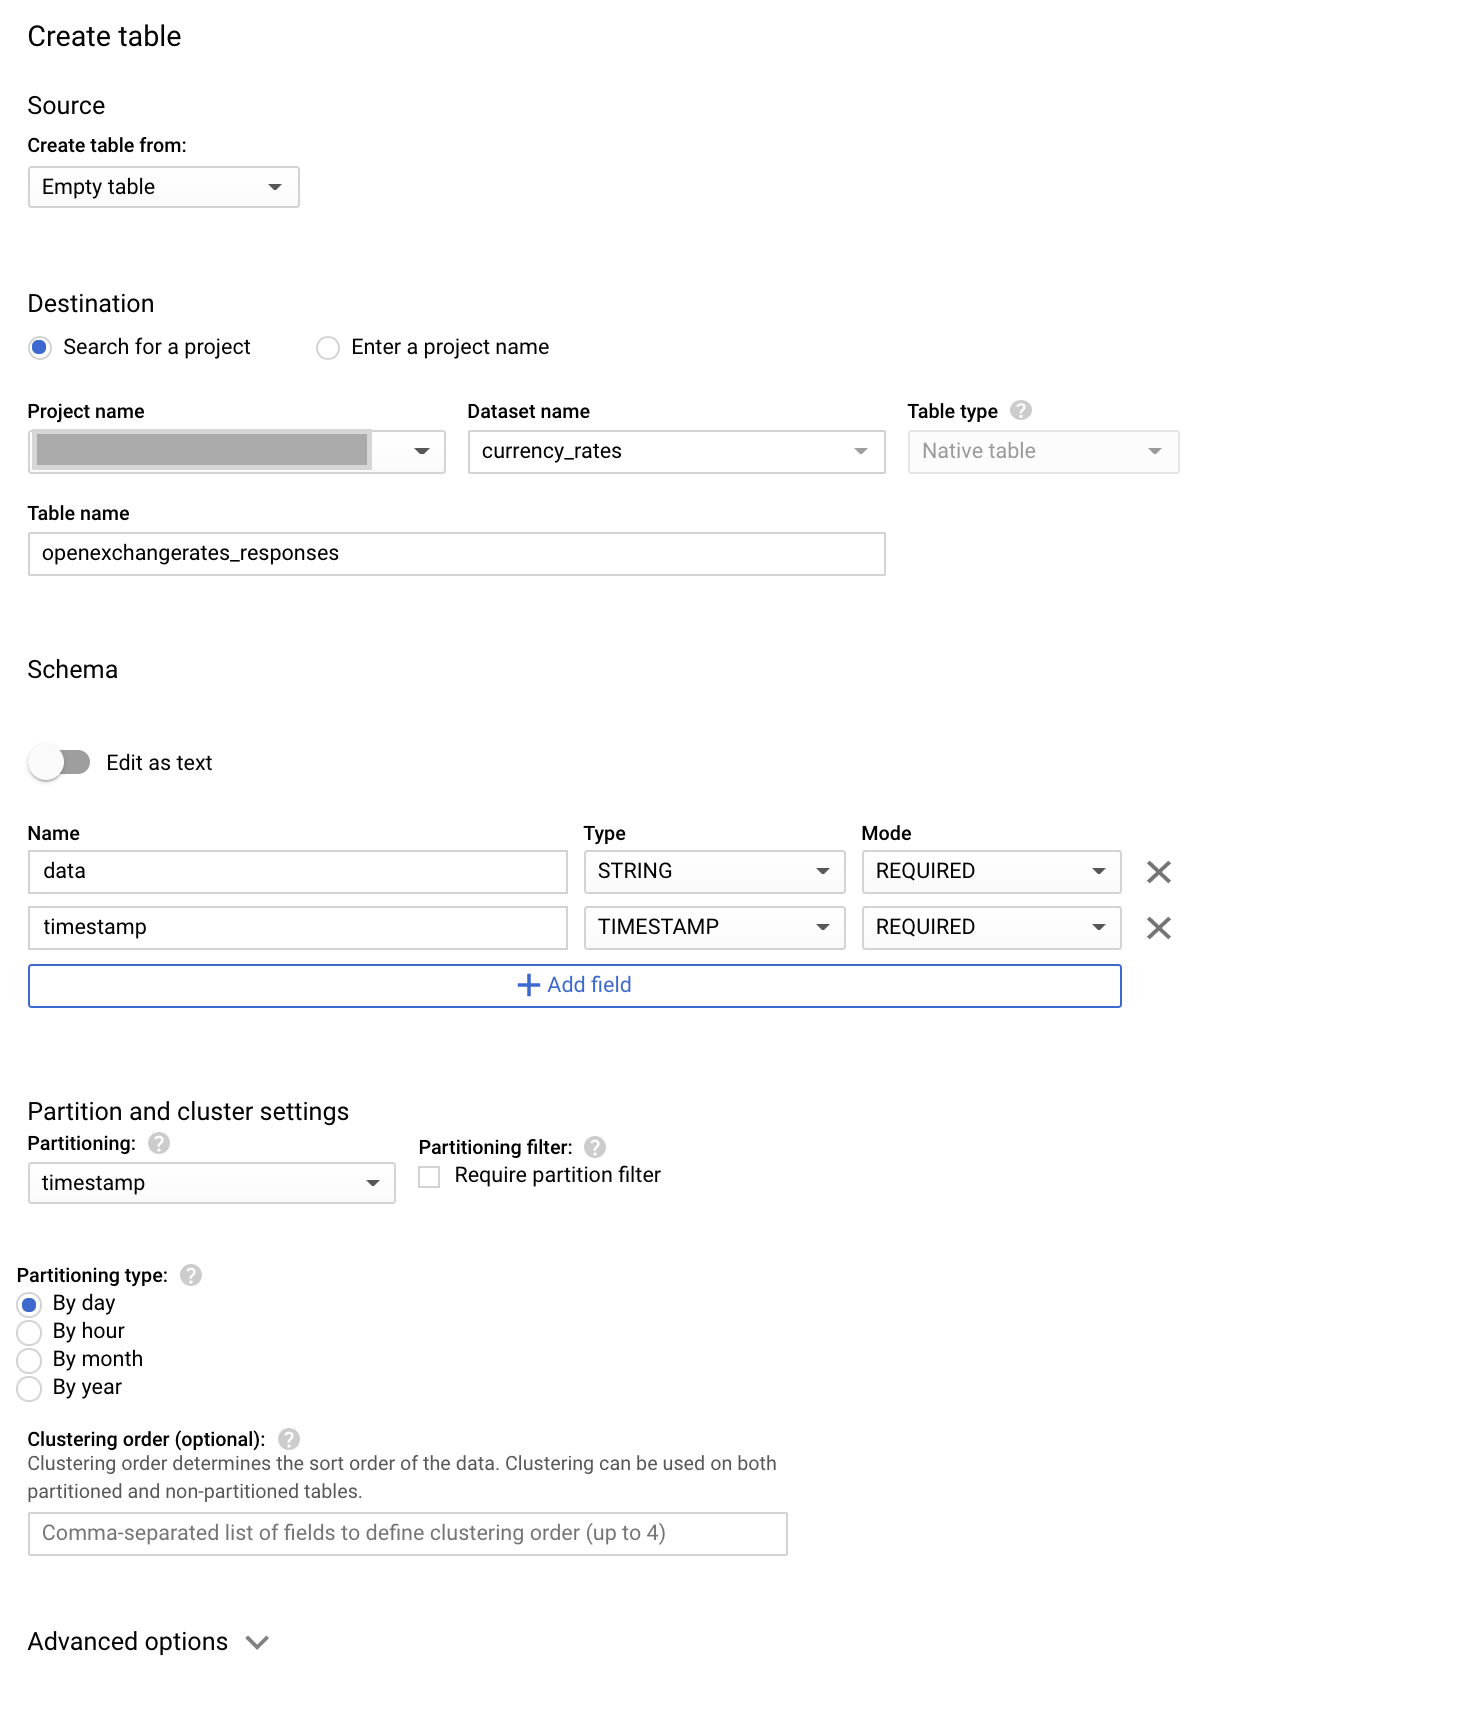 Create table
Source
Create table from:
Empty table
Destination
Search for a project Enter a project name
Project name Dataset name Table type ?
currency_rates Native table
Table name
openexchangerates_responses
Schema
Edit as text
Name Type Mode
data STRING REQUIRED
timestamp TIMESTAMP REQUIRED
+ Add field
Partition and cluster settings
Partitioning: ? Partitioning filter: ?
timestamp Require partition filter
Partitioning type: ?
By day
By hour
By month
By year
Clustering order (optional): ?
Clustering order determines the sort order of the data. Clustering can be used on both
partitioned and non-partitioned tables.
Comma-separated list of fields to define clustering order (up to 4)
Advanced options